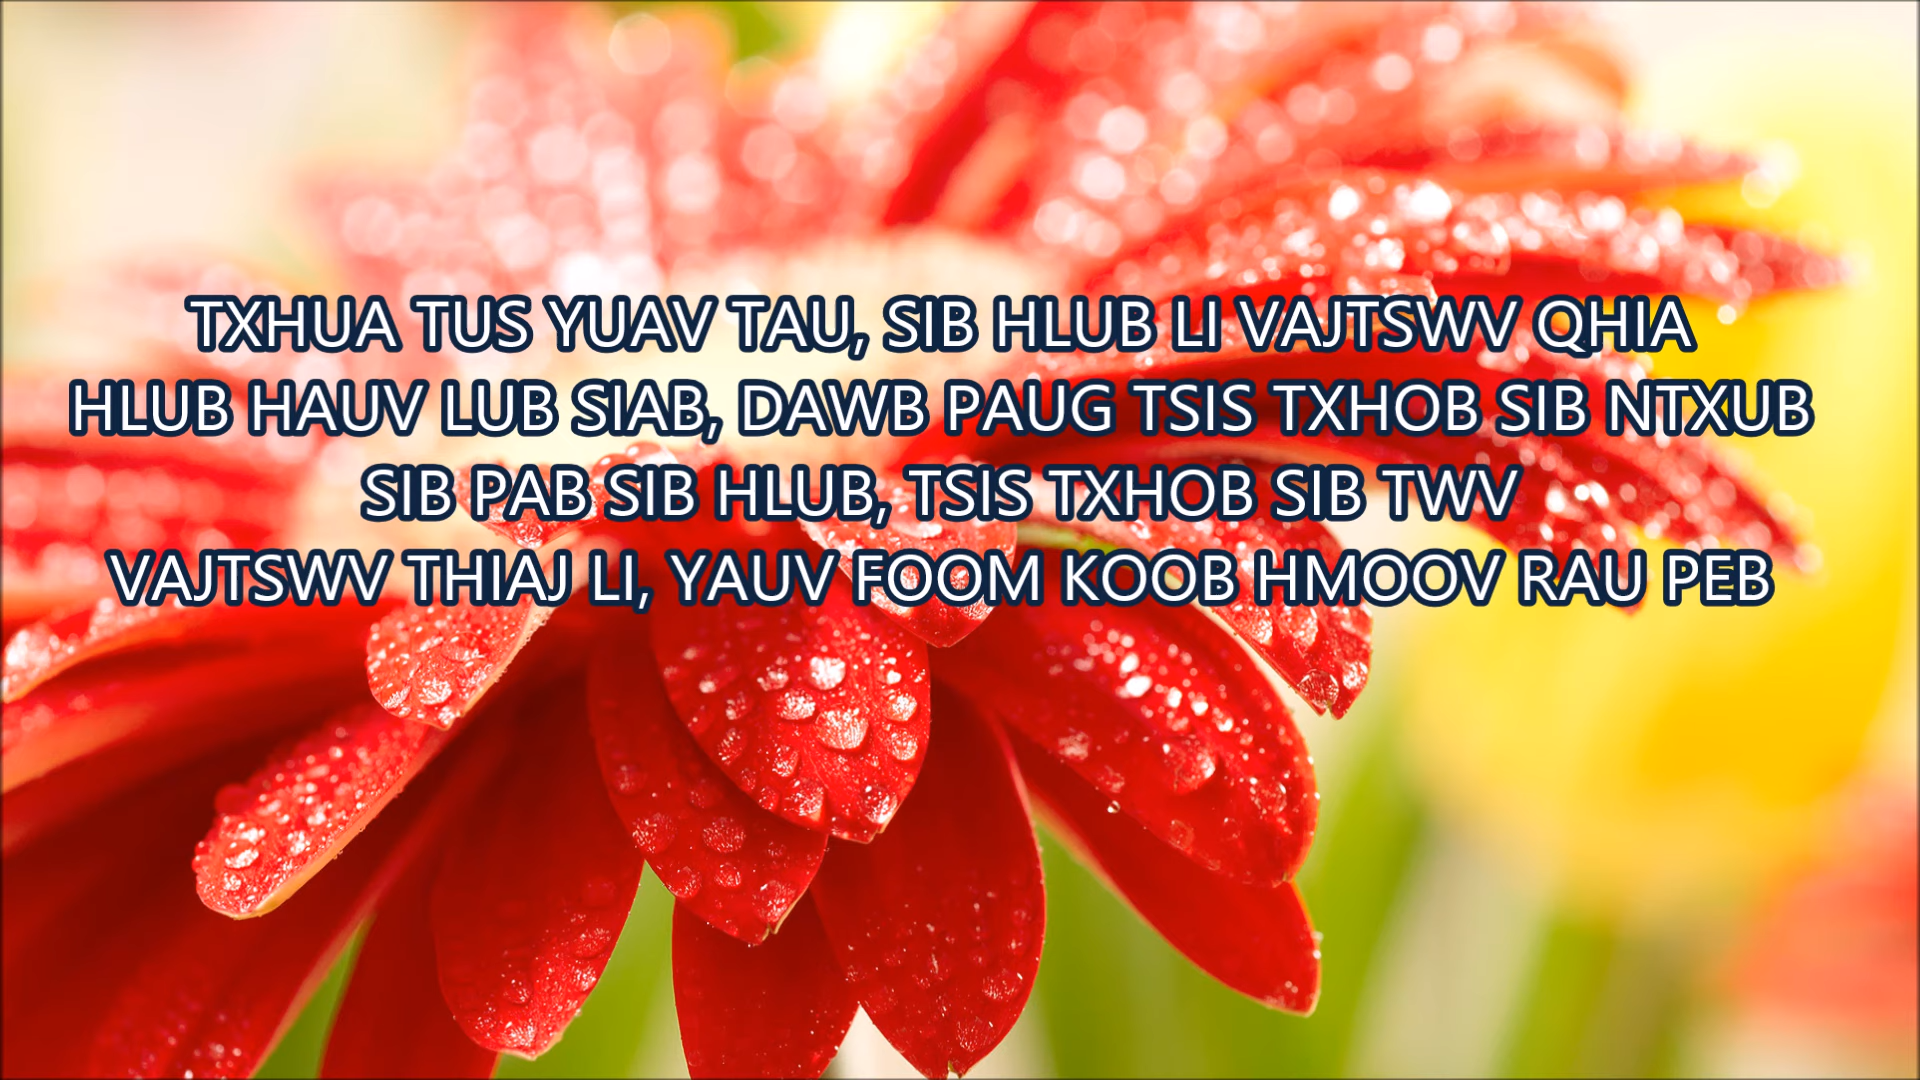 TXHUA TUS YUAV TAU, SIB HLUB LI VAJTSWV QHIA
HLUB HAUV LUB SIAB, DAWB PAUG TSIS TXHOB SIB NTXUB
SIB PAB SIB HLUB, TSIS TXHOB SIB TWV
VAJTSWV THIAJ LI, YAUV FOOM KOOB HMOOV RAU PEB